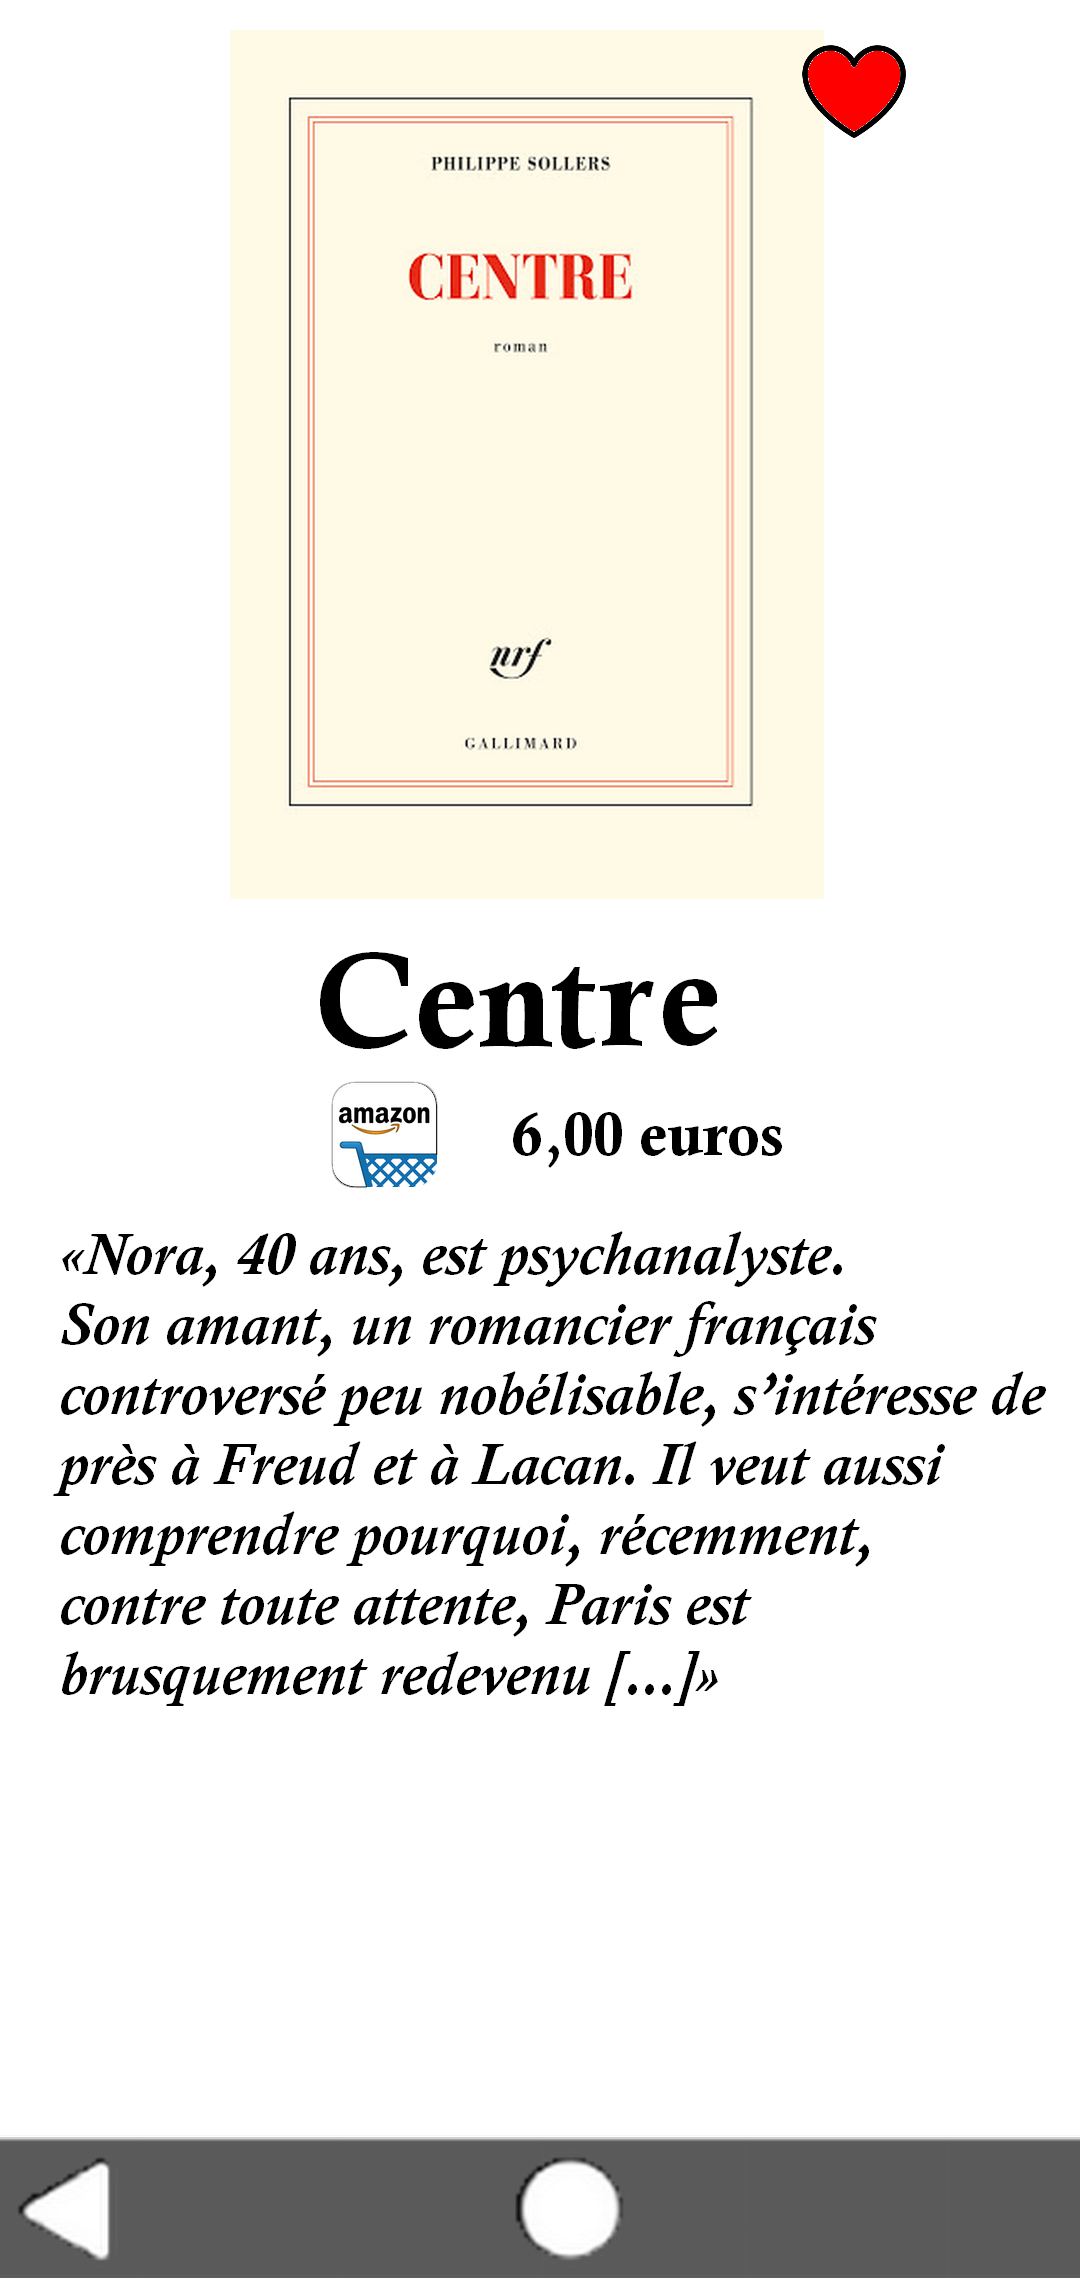 PHILIPPE SOLLERS
CENTRE
roman
nrf
GALLIMARD
Centre
amazon
6,00 euros
«Nora, 40 ans, est psychanalyste.
Son amant, un romancier français
controversé peu nobélisable, s’intéresse de
près à Freud et à Lacan. Il veut aussi
comprendre pourquoi, récemment,
contre toute attente, Paris est
brusquement redevenu [...]»